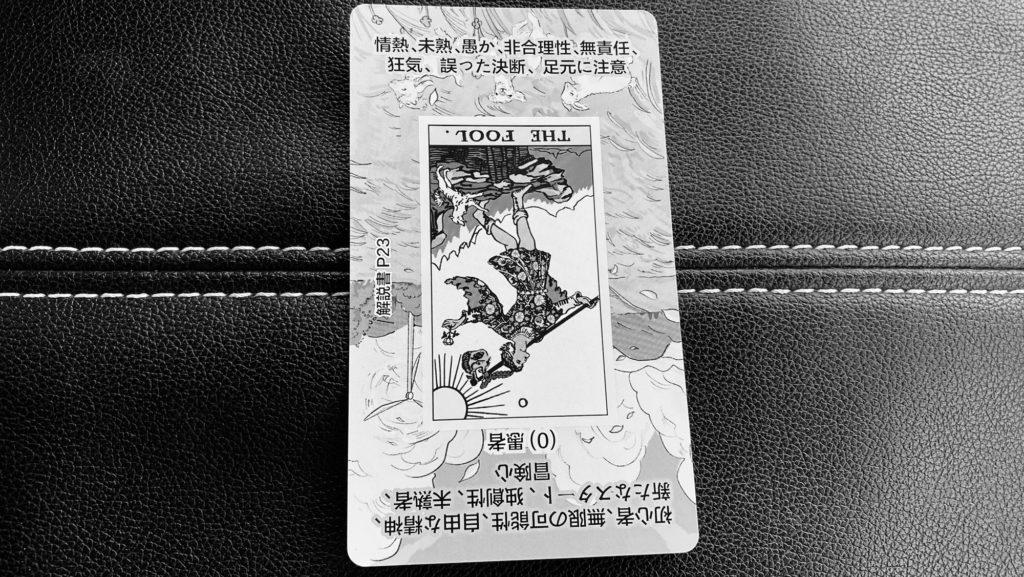 情熱、未熟、愚か、非合理性、無責任、
狂気、誤った決断、足元に注意
THE FOOL.
解説書 P23
0
(0) 愚者
初心者、無限の可能性、自由な精神、
新たなスタート、独創性、未熟者、
冒険心